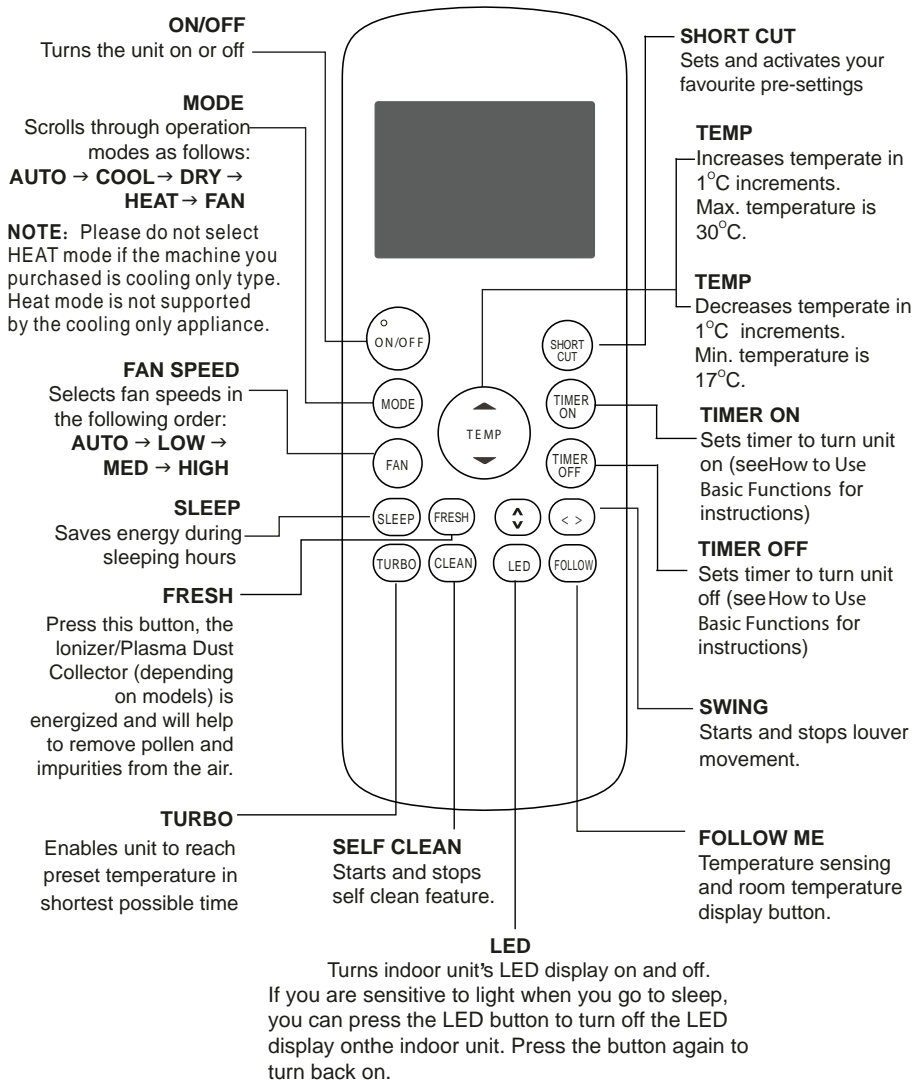 ON/OFF
Turns the unit on or off
MODE
Scrolls through operation
modes as follows:
AUTO → COOL → DRY →
HEAT → FAN
NOTE: Please do not select
HEAT mode if the machine you
purchased is cooling only type.
Heat mode is not supported
by the cooling only appliance.
FAN SPEED
Selects fan speeds in
the following order:
AUTO → LOW →
MED → HIGH
SLEEP
Saves energy during
sleeping hours
FRESH
Press this button, the
Ionizer/Plasma Dust
Collector (depending
on models) is
energized and will help
to remove pollen and
impurities from the air.
TURBO
Enables unit to reach
preset temperature in
shortest possible time
ON/OFF
SHORT
CUT
MODE
TEMP
TIMER
ON
FAN
TIMER
OFF
SLEEP
FRESH
< >
TURBO
CLEAN
LED
FOLLOW
SELF CLEAN
Starts and stops
self clean feature.
LED
Turns indoor unit's LED display on and off.
If you are sensitive to light when you go to sleep,
you can press the LED button to turn off the LED
display onthe indoor unit. Press the button again to
turn back on.
SHORT CUT
Sets and activates your
favourite pre-settings
TEMP
Increases temperate in
1°C increments.
Max. temperature is
30°C.
TEMP
Decreases temperate in
1°C increments.
Min. temperature is
17°C.
TIMER ON
Sets timer to turn unit
on (seeHow to Use
Basic Functions for
instructions)
TIMER OFF
Sets timer to turn unit
off (see How to Use
Basic Functions for
instructions)
SWING
Starts and stops louver
movement.
FOLLOW ME
Temperature sensing
and room temperature
display button.